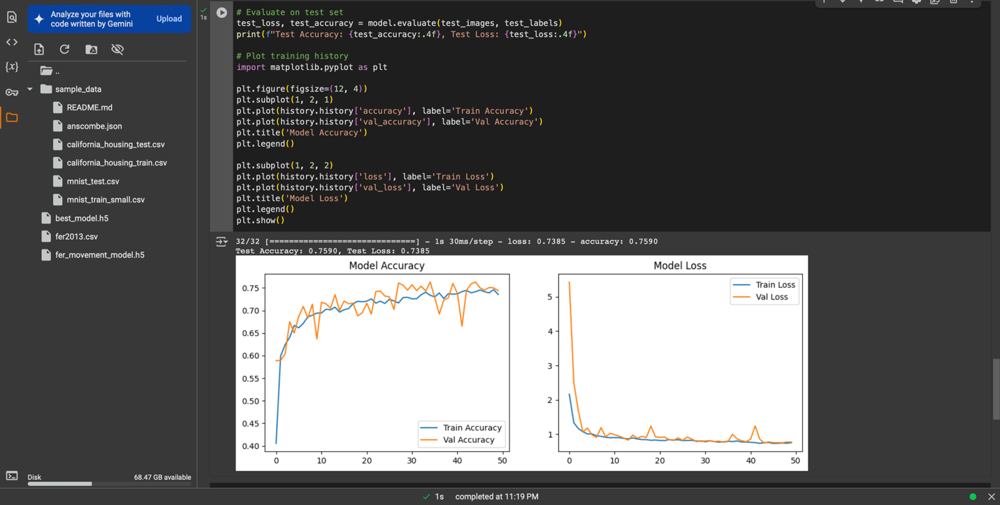 Analyze your files with
code written by Gemini
Upload
..
sample_data
README.md
anscombe.json
california_housing_test.csv
california_housing_train.csv
mnist_test.csv
mnist_train_small.csv
best_model.h5
fer2013.csv
fer_movement_model.h5
Disk
68.47 GB available
{x}
1s
# Evaluate on test set
test_loss, test_accuracy = model.evaluate(test_images, test_labels)
print(f"Test Accuracy: {test_accuracy:.4f}, Test Loss: {test_loss:.4f}")
# Plot training history
import matplotlib.pyplot as plt
plt.figure(figsize=(12, 4))
plt.subplot(1, 2, 1)
plt.plot(history.history['accuracy'], label='Train Accuracy')
plt.plot(history.history['val_accuracy'], label='Val Accuracy')
plt.title('Model Accuracy')
plt.legend()
plt.subplot(1, 2, 2)
plt.plot(history.history['loss'], label='Train Loss')
plt.plot(history.history['val_loss'], label='Val Loss')
plt.title('Model Loss')
plt.legend()
plt.show()
32/32 [==============================] - 1s 30ms/step - loss: 0.7385 - accuracy: 0.7590
Test Accuracy: 0.7590, Test Loss: 0.7385
Model Accuracy
0.75
0.70
0.65
0.60
0.55
0.50
0.45
0.40
Train Accuracy
Val Accuracy
0 10 20 30 40 50
Model Loss
Train Loss
Val Loss
5
4
3
2
1
0 10 20 30 40 50
1s completed at 11:19 PM